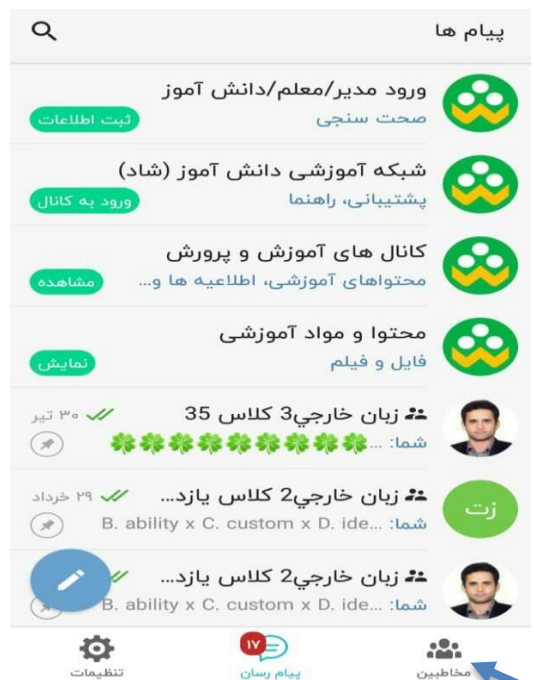 پیام ها
ورود مدیر/معلم/دانش آموز
صحت سنجی
ثبت اطلاعات
شبکه آموزشی دانش آموز (شاد)
پشتیبانی، راهنما
ورود به کانال
کانال های آموزش و پرورش
محتواهای آموزشی، اطلاعیه ها و...
مشاهده
محتوا و مواد آموزشی
فایل و فیلم
نمایش
زبان خارجي3 کلاس 35
۳۰ تیر
شما: ...🍀🍀🍀🍀🍀🍀🍀🍀🍀
زت
زبان خارجي2 کلاس یازد...
۲۹ خرداد
شما: B. ability x C. custom x D. ide...
زبان خارجي2 کلاس یازد...
شما: B. ability x C. custom x D. ide...
مخاطبین
۱۷
پیام رسان
تنظیمات